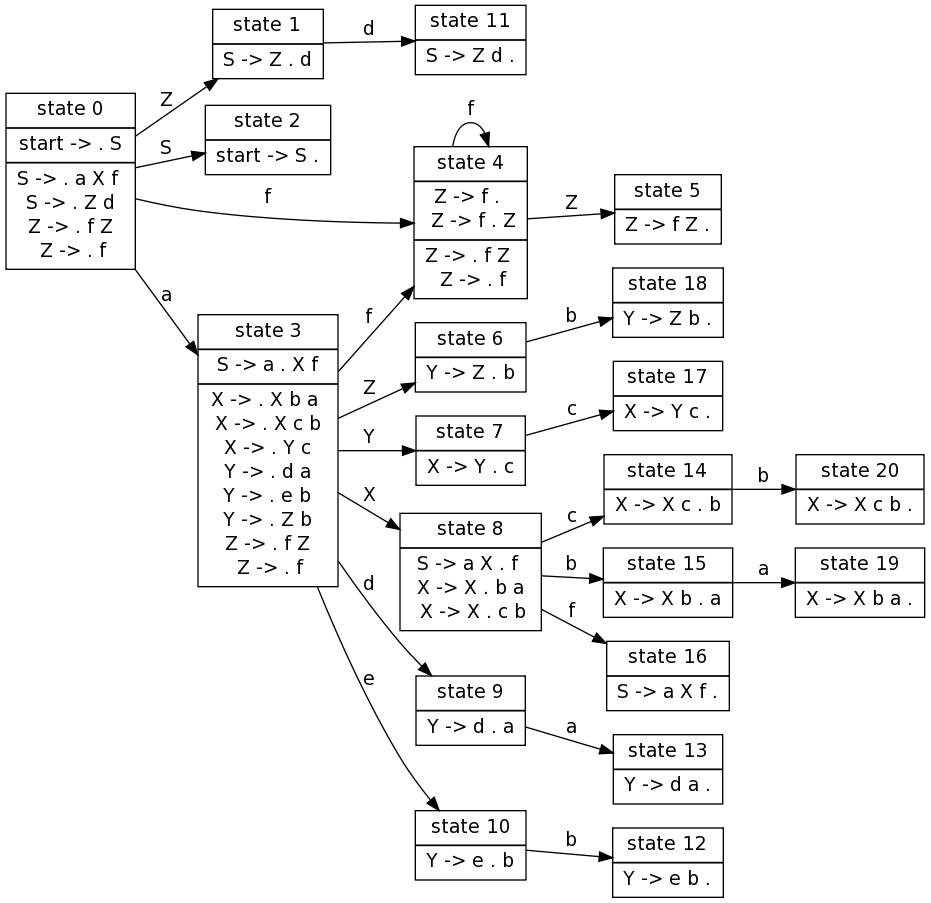 state 0
start -> . S
S -> . a X f
S -> . Z d
Z -> . f Z
Z -> . f
Z
S
f
a
state 1
S -> Z . d
d
state 11
S -> Z d .
state 2
start -> S .
state 3
S -> a . X f
X -> . X b a
X -> . X c b
X -> . Y c
Y -> . d a
Y -> . e b
Y -> . Z b
Z -> . f Z
Z -> . f
f
Z
Y
X
d
e
f
state 4
Z -> f .
Z -> f . Z
Z -> . f Z
Z -> . f
Z
state 5
Z -> f Z .
state 6
Y -> Z . b
b
state 18
Y -> Z b .
state 7
X -> Y . c
c
state 17
X -> Y c .
state 8
S -> a X . f
X -> X . b a
X -> X . c b
c
b
f
state 14
X -> X c . b
b
state 20
X -> X c b .
state 15
X -> X b . a
a
state 19
X -> X b a .
state 16
S -> a X f .
state 9
Y -> d . a
a
state 13
Y -> d a .
state 10
Y -> e . b
b
state 12
Y -> e b .